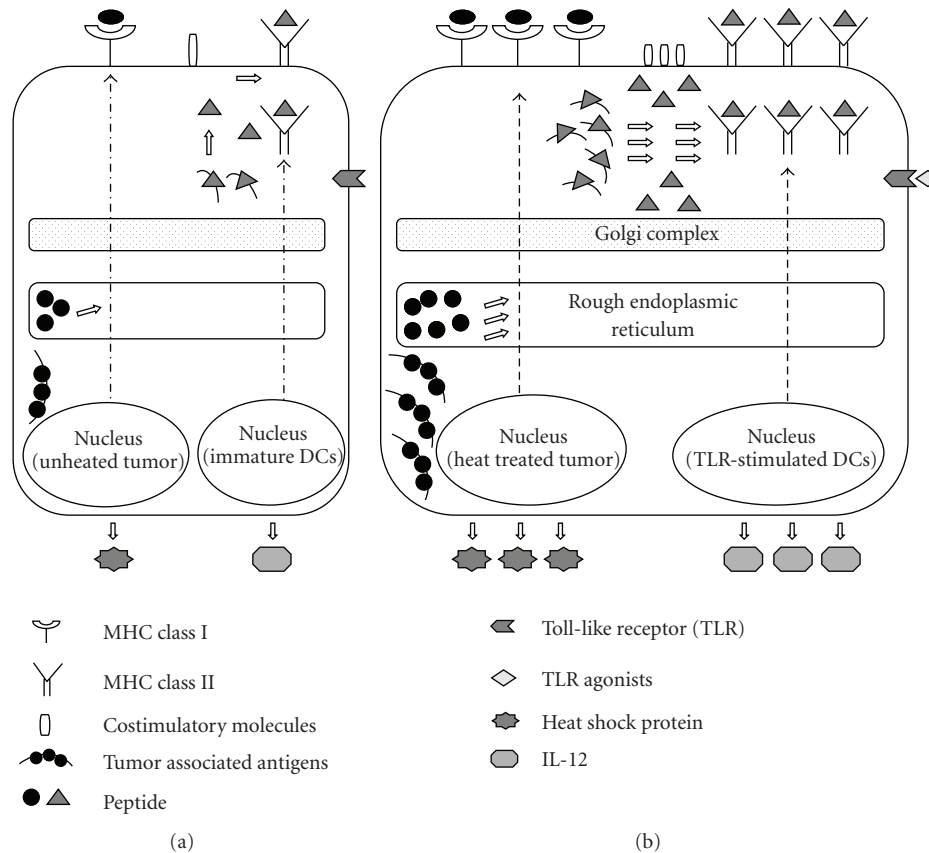 Golgi complex
Rough endoplasmic
reticulum
Nucleus
(unheated tumor)
Nucleus
(immature DCs)
Nucleus
(heat treated tumor)
Nucleus
(TLR-stimulated DCs)
MHC class I
MHC class II
Costimulatory molecules
Tumor associated antigens
Peptide
(a)
Toll-like receptor (TLR)
TLR agonists
Heat shock protein
IL-12
(b)